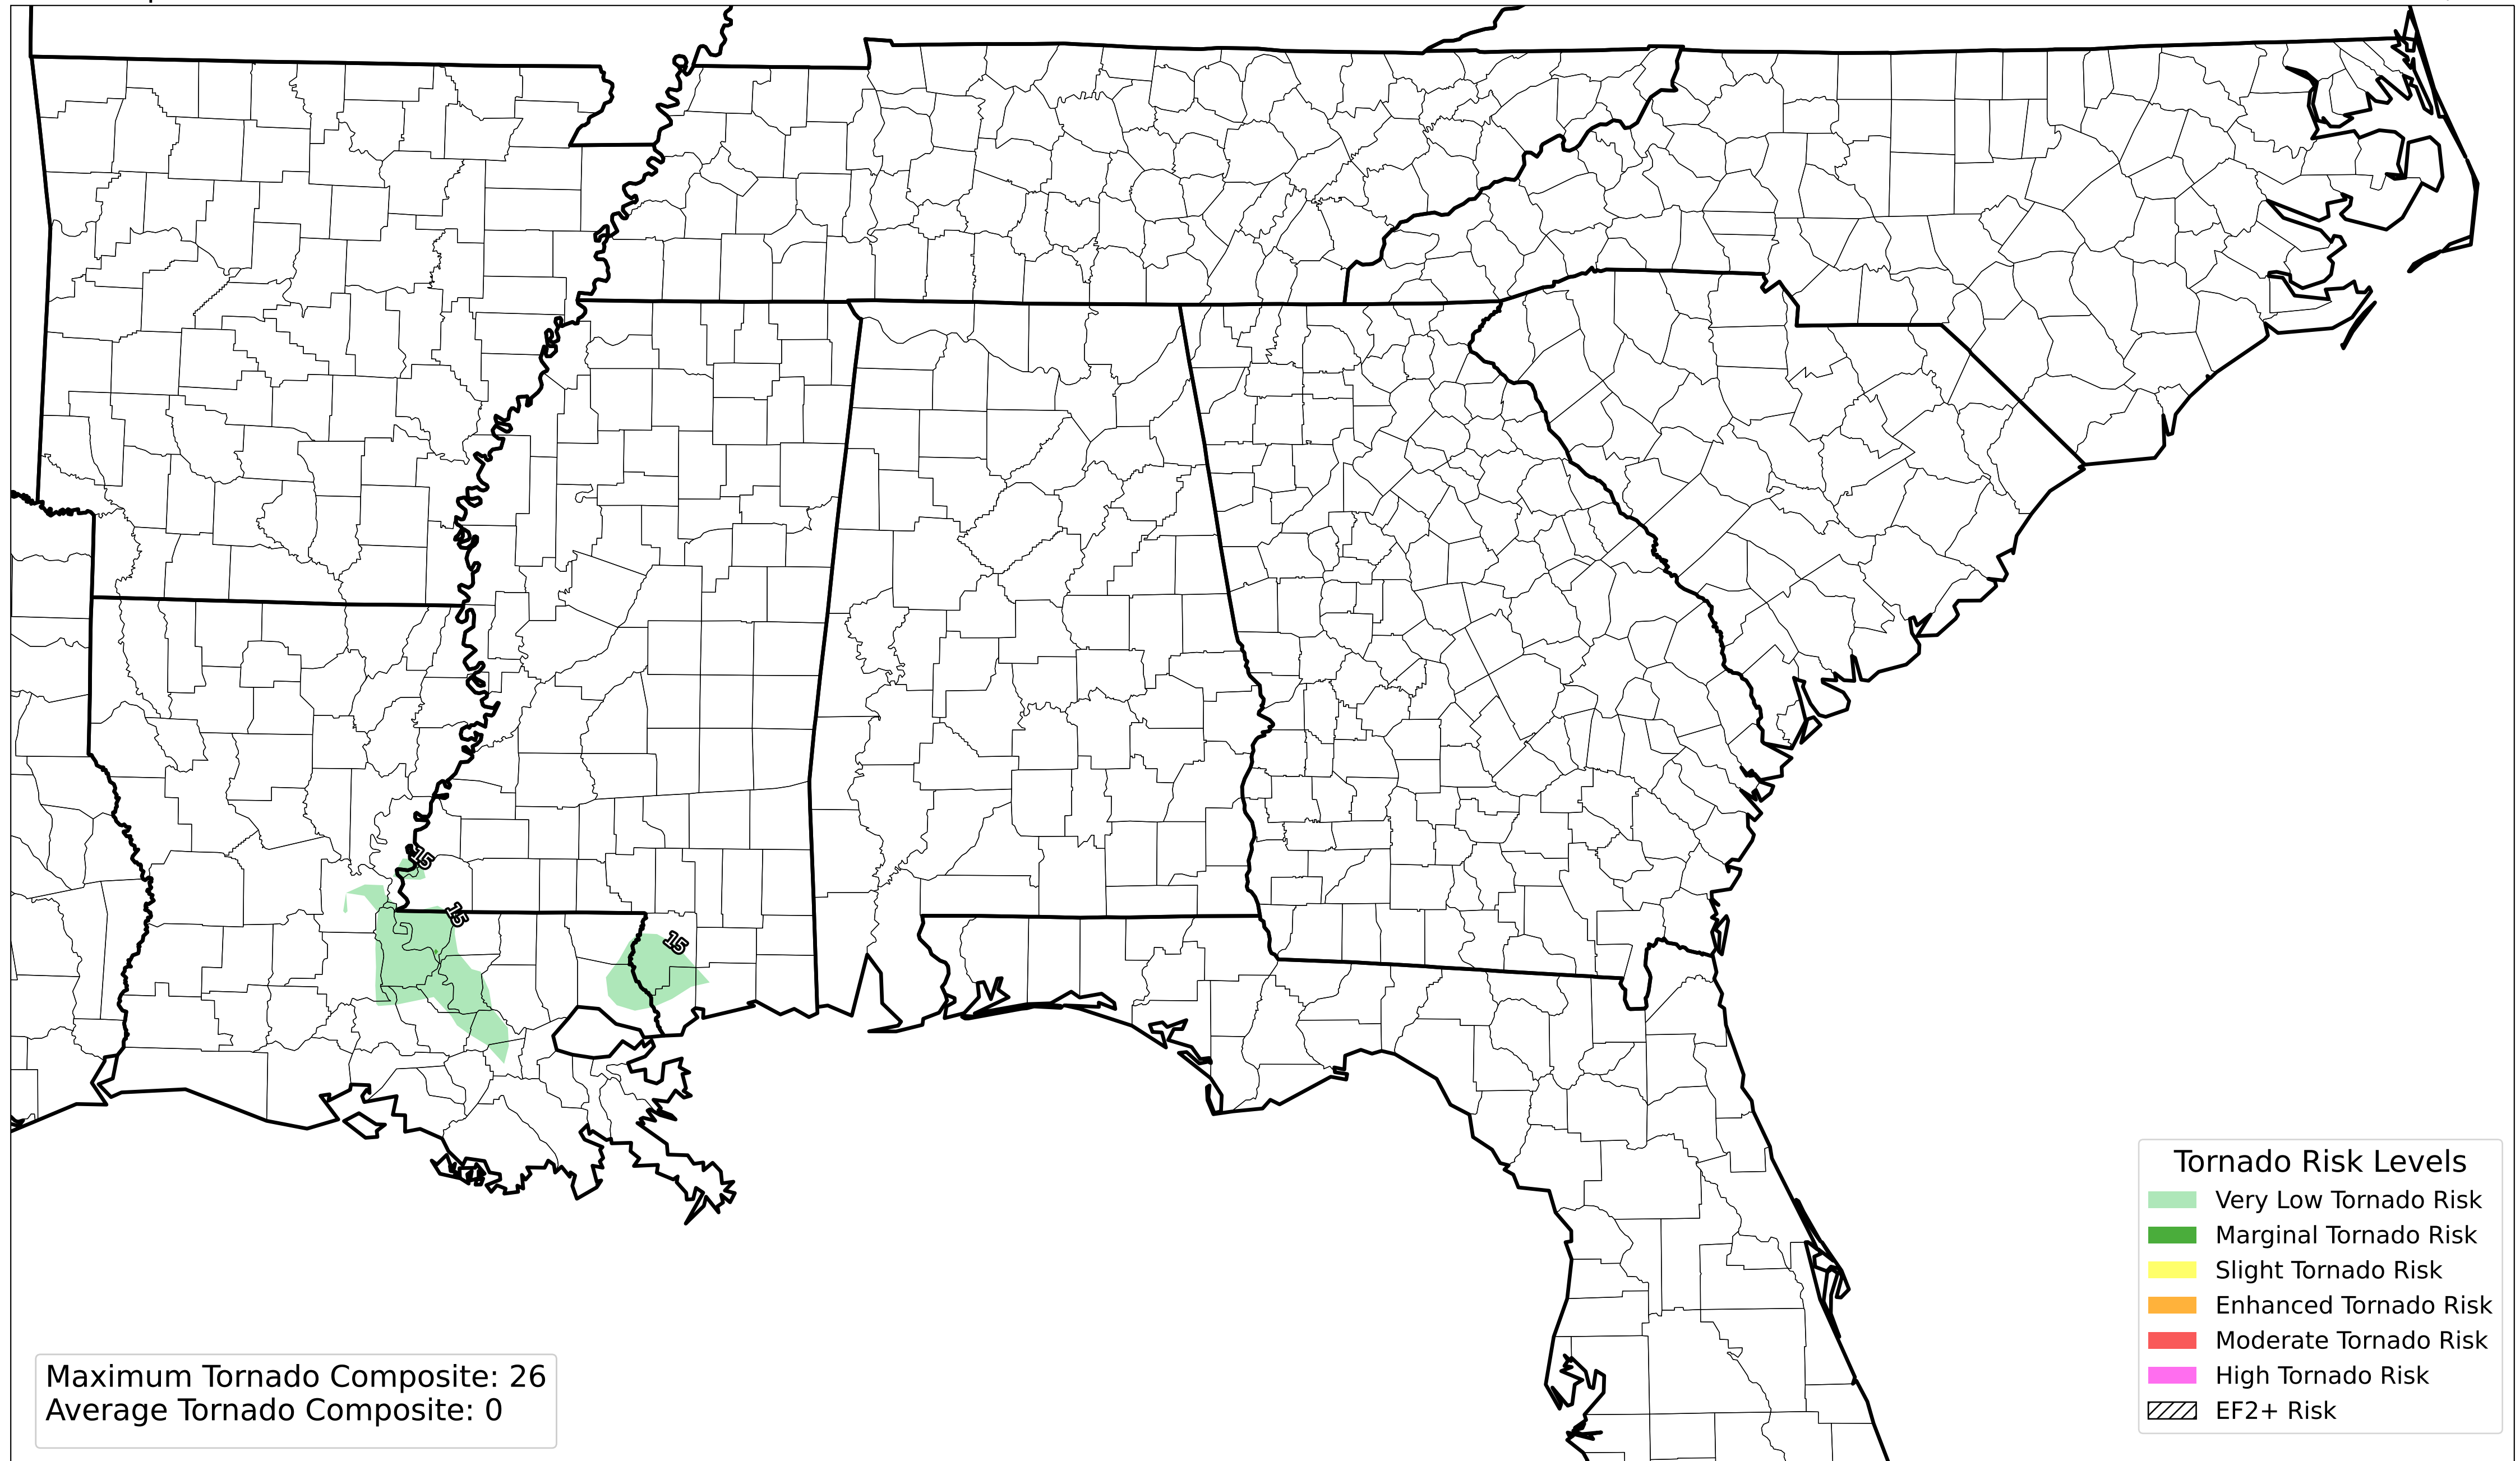 15
15
15
Tornado Risk Levels
Very Low Tornado Risk
Marginal Tornado Risk
Slight Tornado Risk
Enhanced Tornado Risk
Moderate Tornado Risk
High Tornado Risk
EF2+ Risk
Maximum Tornado Composite: 26
Average Tornado Composite: 0